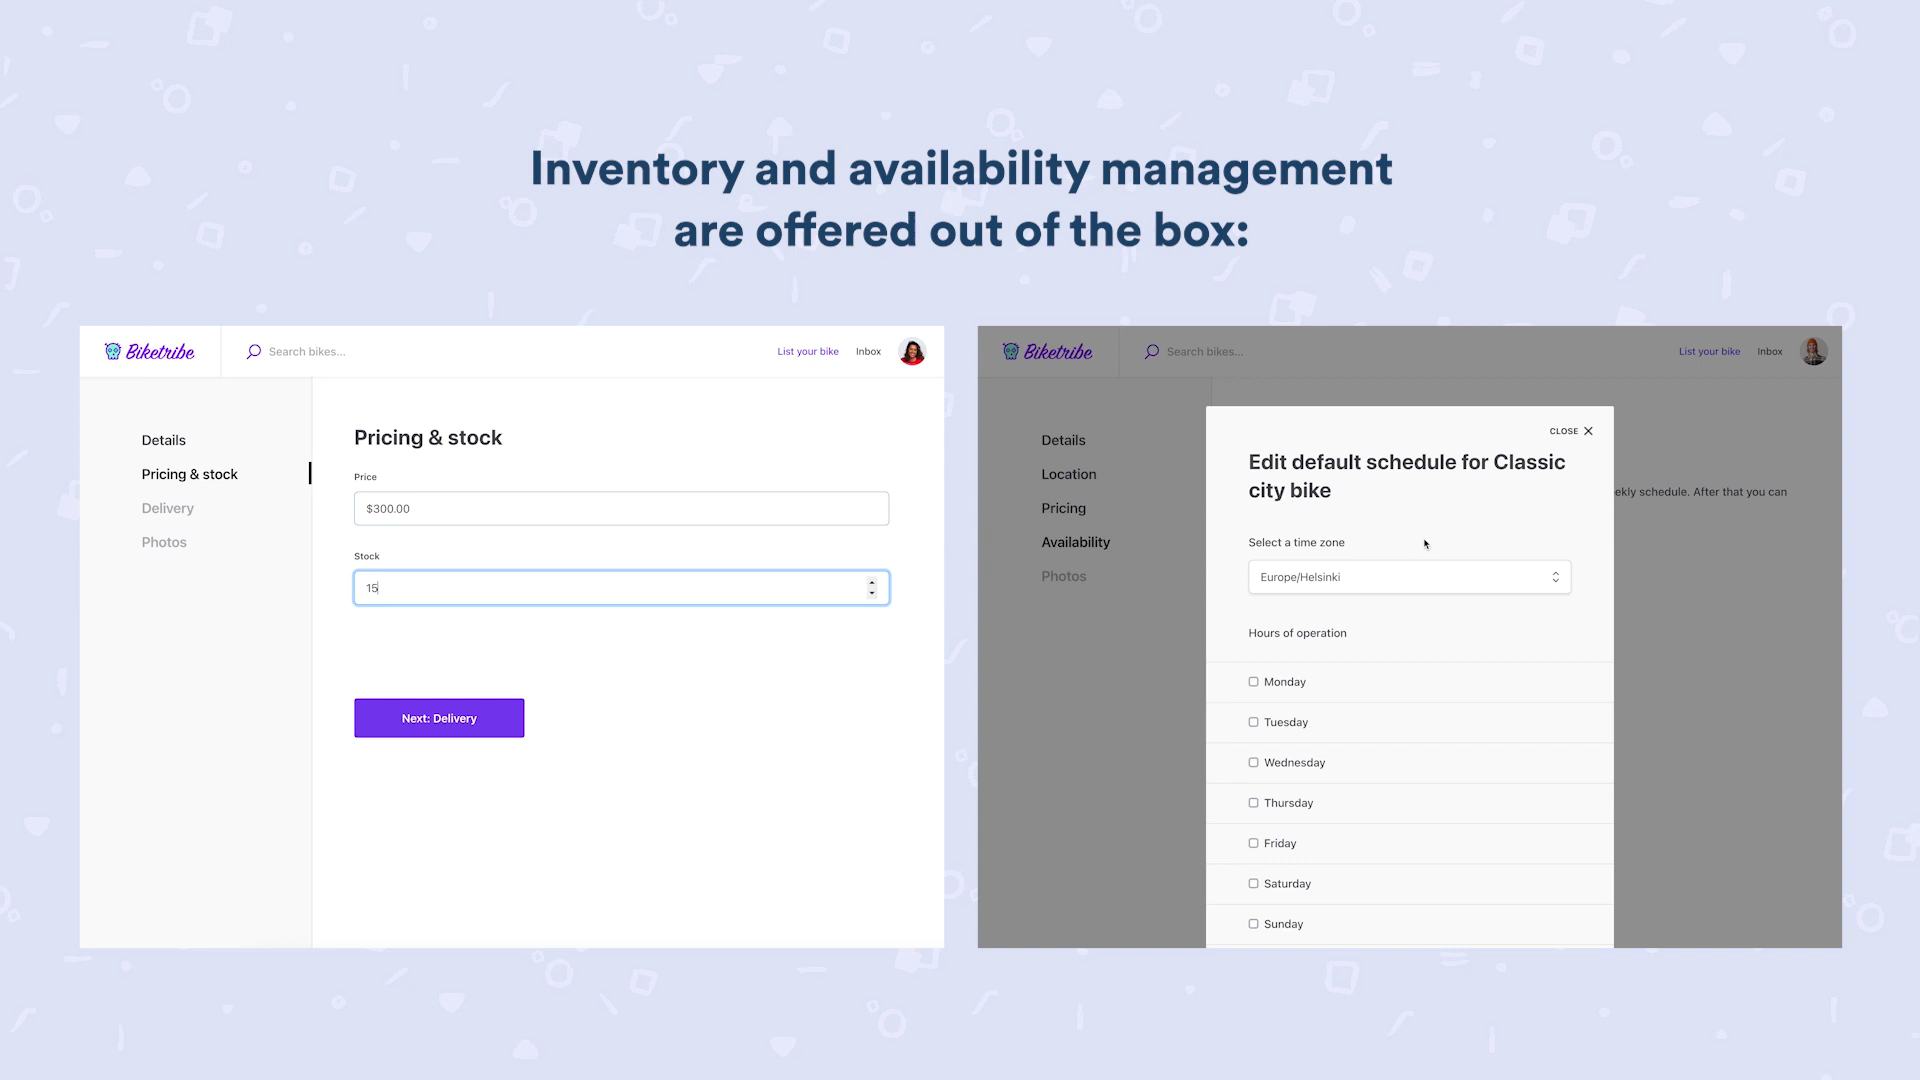 Inventory and availability management
are offered out of the box:
Biketribe
Search bikes...
List your bike
Inbox
Details
Pricing & stock
Delivery
Photos
Pricing & stock
Price
$300.00
Stock
15
Next: Delivery
Biketribe
Search bikes...
List your bike
Inbox
Details
Location
Pricing
Availability
Photos
ekly schedule. After that you can
CLOSE
Edit default schedule for Classic
city bike
Select a time zone
Europe/Helsinki
Hours of operation
Monday
Tuesday
Wednesday
Thursday
Friday
Saturday
Sunday